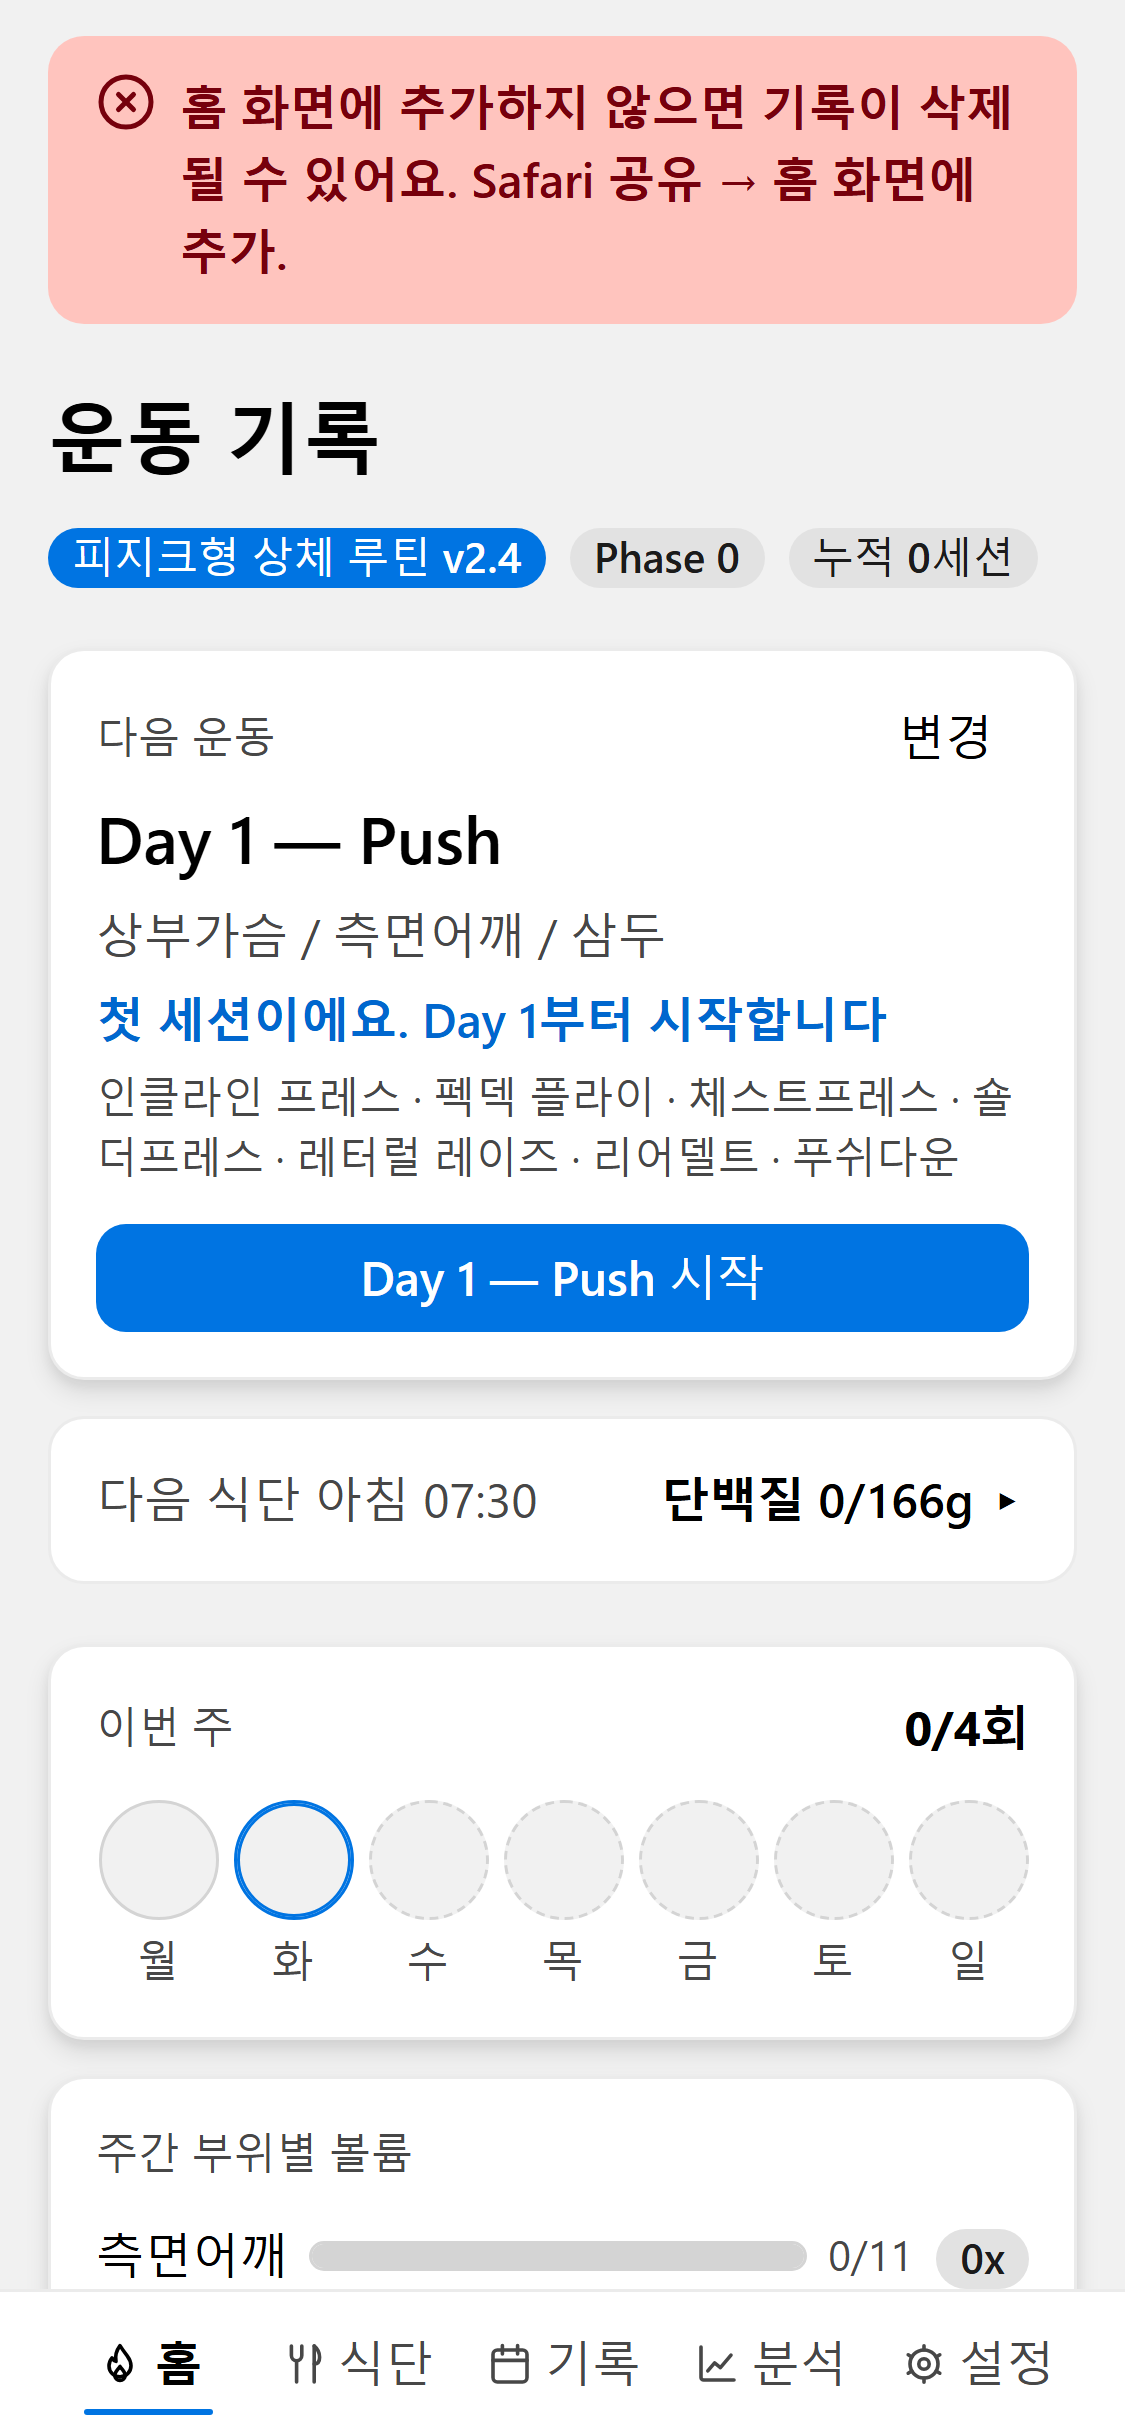 홈 화면에 추가하지 않으면 기록이 삭제
될 수 있어요. Safari 공유 → 홈 화면에
추가.
운동 기록
피지크형 상체 루틴 v2.4
Phase 0
누적 0세션
다음 운동
변경
Day 1 — Push
상부가슴 / 측면어깨 / 삼두
첫 세션이에요. Day 1부터 시작합니다
인클라인 프레스 · 펙덱 플라이 · 체스트프레스 · 숄
더프레스 · 레터럴 레이즈 · 리어델트 · 푸쉬다운
Day 1 — Push 시작
다음 식단 아침 07:30
단백질 0/166g ▸
이번 주
0/4회
월 화 수 목 금 토 일
주간 부위별 볼륨
측면어깨 0/11 0x
홈 식단 기록 분석 설정